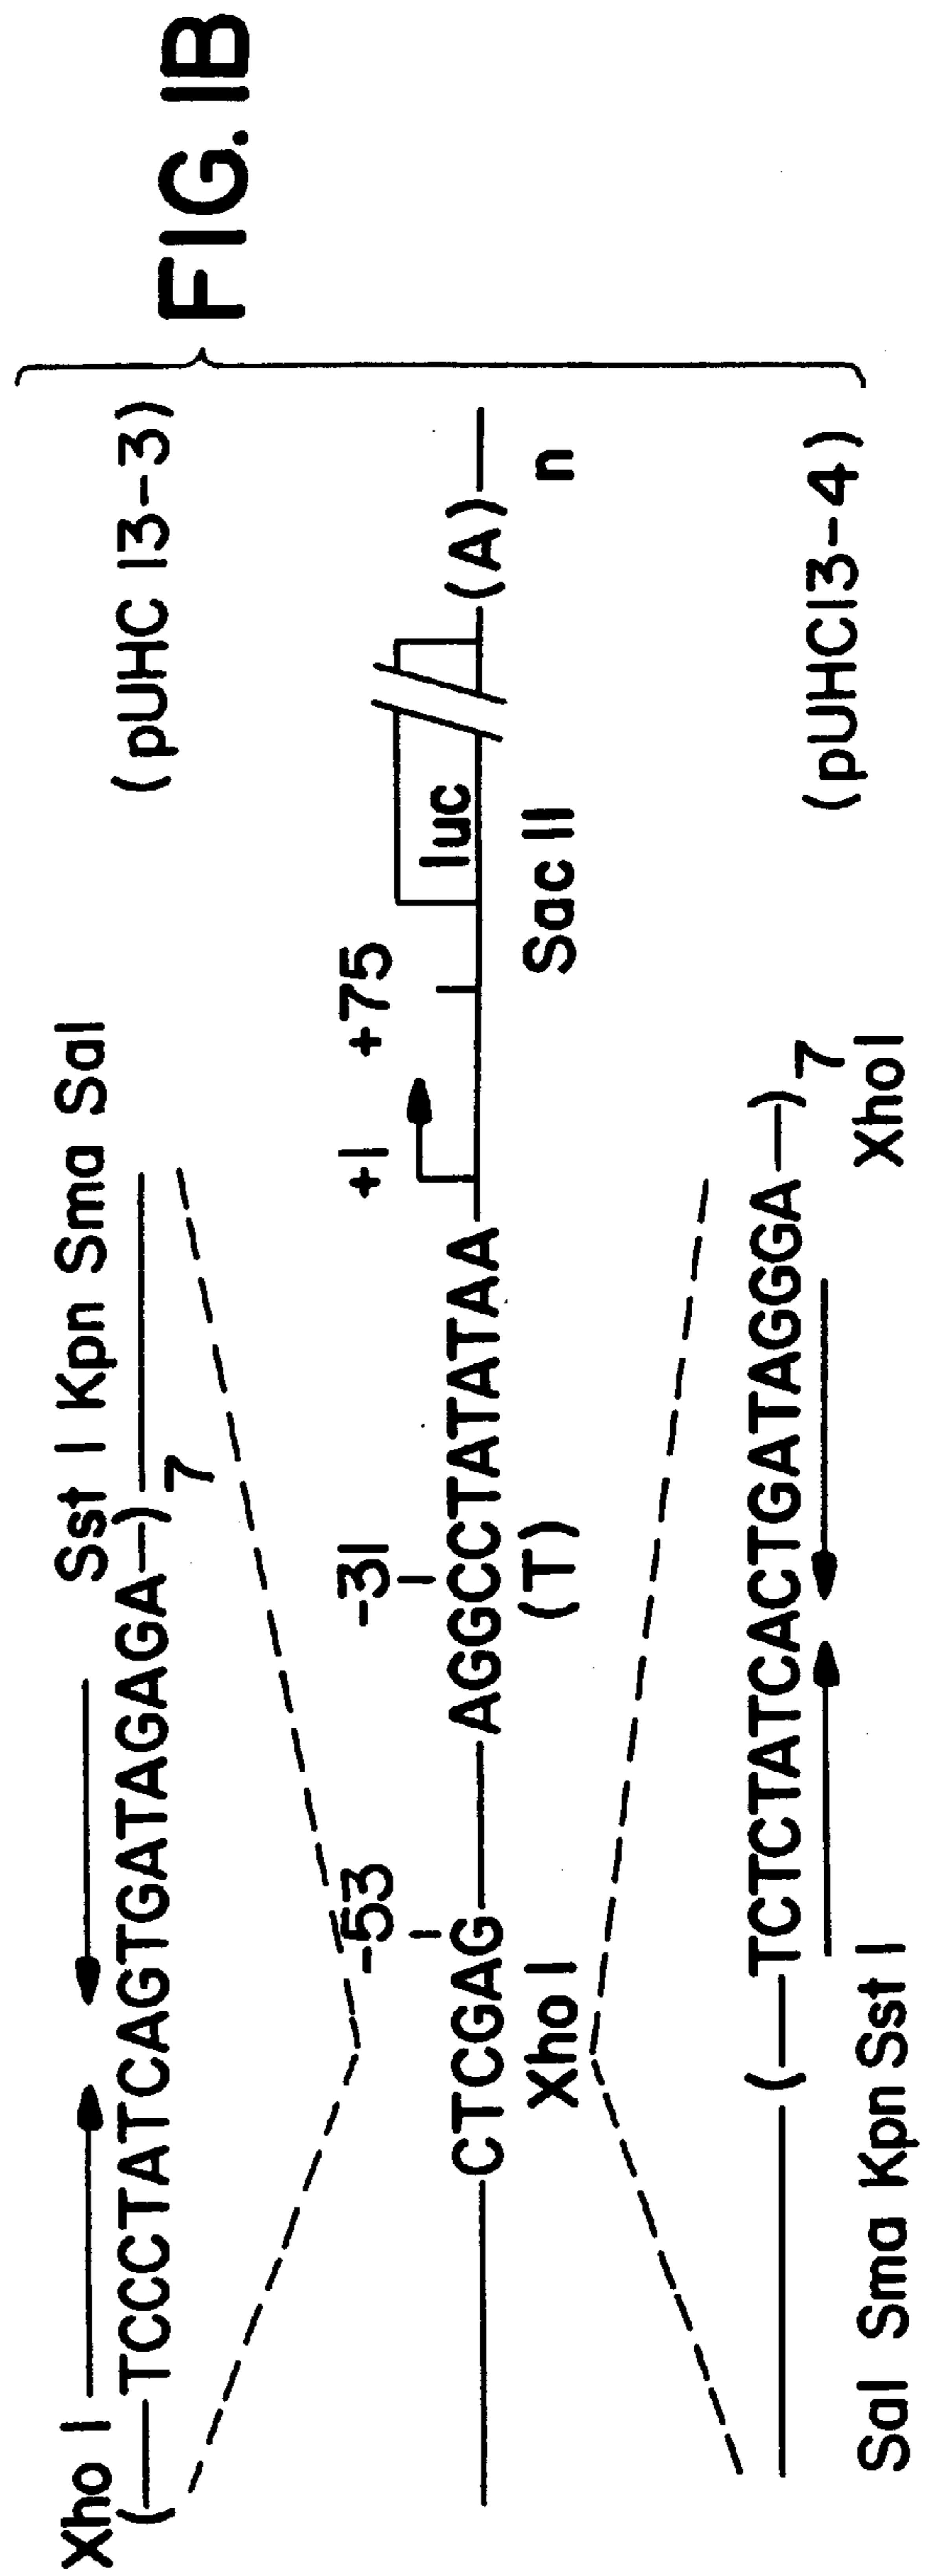 FIG. 1B
Xho I Sst I Kpn Sma Sal
(—TCCCTATCAGTGATAGAGA—)7
(pUHC 13-3)
-53 -31 +1 +75
CTCGAG AGGCCTATATAA luc (A) n
Xho I (T) Sac II
(—TCTCTATCACTGATAGGGA—)7
(pUHC13-4)
Sal Sma Kpn Sst I XhoI